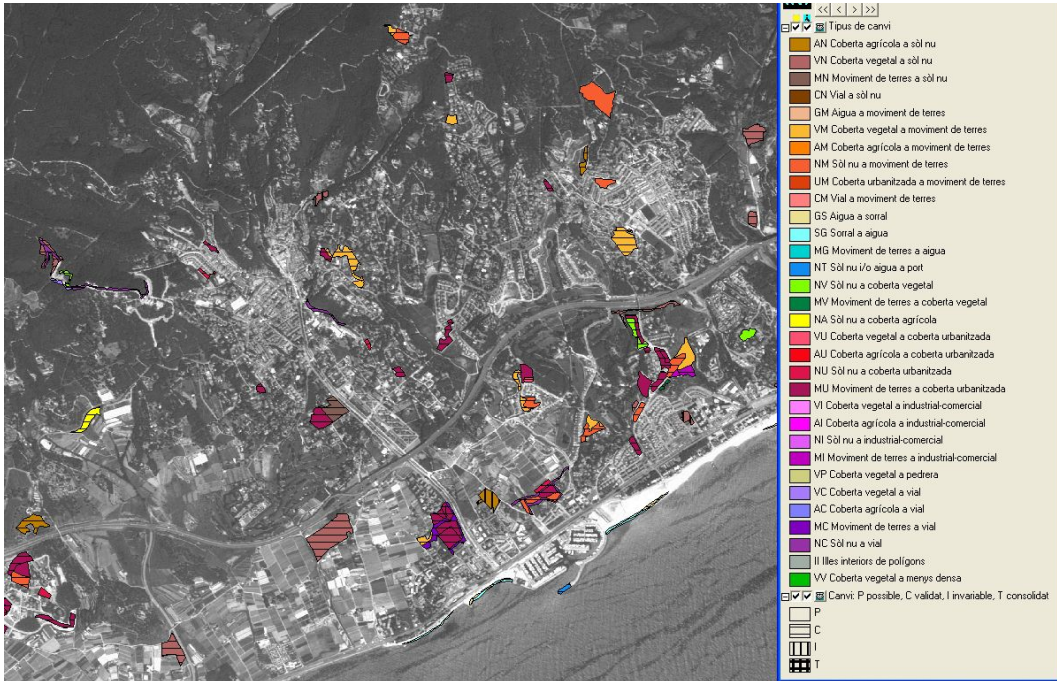 << < > >>
Tipus de canvi
AN Coberta agrícola a sòl nu
VN Coberta vegetal a sòl nu
MN Moviment de terres a sòl nu
CN Vial a sòl nu
GM Aigua a moviment de terres
VM Coberta vegetal a moviment de terres
AM Coberta agrícola a moviment de terres
NM Sòl nu a moviment de terres
UM Coberta urbanitzada a moviment de terres
CM Vial a moviment de terres
GS Aigua a sorral
SG Sorral a aigua
MG Moviment de terres a aigua
NT Sòl nu i/o aigua a port
NV Sòl nu a coberta vegetal
MV Moviment de terres a coberta vegetal
NA Sòl nu a coberta agrícola
VU Coberta vegetal a coberta urbanitzada
AU Coberta agrícola a coberta urbanitzada
NU Sòl nu a coberta urbanitzada
MU Moviment de terres a coberta urbanitzada
VI Coberta vegetal a industrial-comercial
AI Coberta agrícola a industrial-comercial
NI Sòl nu a industrial-comercial
MI Moviment de terres a industrial-comercial
VP Coberta vegetal a pedrera
VC Coberta vegetal a vial
AC Coberta agrícola a vial
MC Moviment de terres a vial
NC Sòl nu a vial
II Illes interiors de polígons
VV Coberta vegetal a menys densa
Canvi: P possible, C validat, I invariable, T consolidat
P
C
I
T